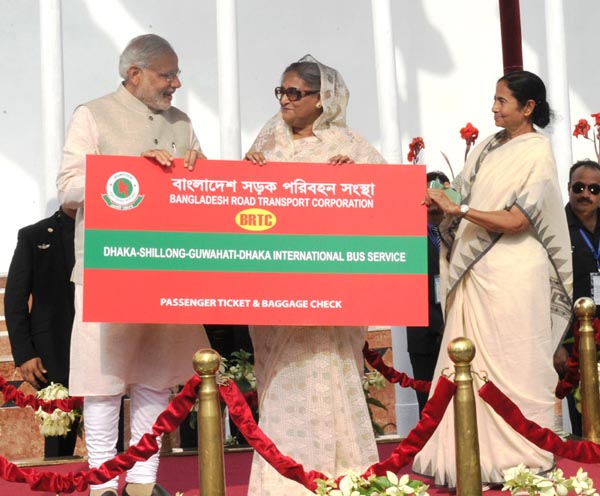 বাংলাদেশ সড়ক পরিবহন সংস্থা
BANGLADESH ROAD TRANSPORT CORPORATION
BRTC
DHAKA-SHILLONG-GUWAHATI-DHAKA INTERNATIONAL BUS SERVICE
PASSENGER TICKET & BAGGAGE CHECK